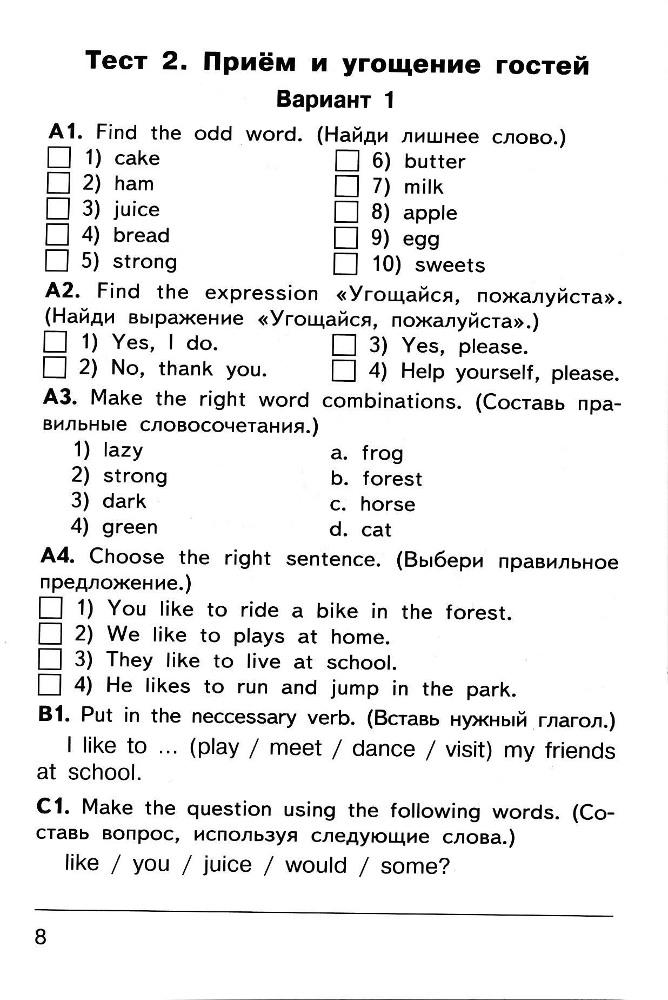 Тест 2. Приём и угощение гостей
Вариант 1
A1. Find the odd word. (Найди лишнее слово.)
1) cake
2) ham
3) juice
4) bread
5) strong
6) butter
7) milk
8) apple
9) egg
10) sweets
A2. Find the expression «Угощайся, пожалуйста».
(Найди выражение «Угощайся, пожалуйста».)
1) Yes, I do.
2) No, thank you.
3) Yes, please.
4) Help yourself, please.
A3. Make the right word combinations. (Составь пра-
вильные словосочетания.)
1) lazy
2) strong
3) dark
4) green
a. frog
b. forest
c. horse
d. cat
A4. Choose the right sentence. (Выбери правильное
предложение.)
1) You like to ride a bike in the forest.
2) We like to plays at home.
3) They like to live at school.
4) He likes to run and jump in the park.
B1. Put in the neccessary verb. (Вставь нужный глагол.)
I like to ... (play / meet / dance / visit) my friends
at school.
C1. Make the question using the following words. (Со-
ставь вопрос, используя следующие слова.)
like / you / juice / would / some?
8